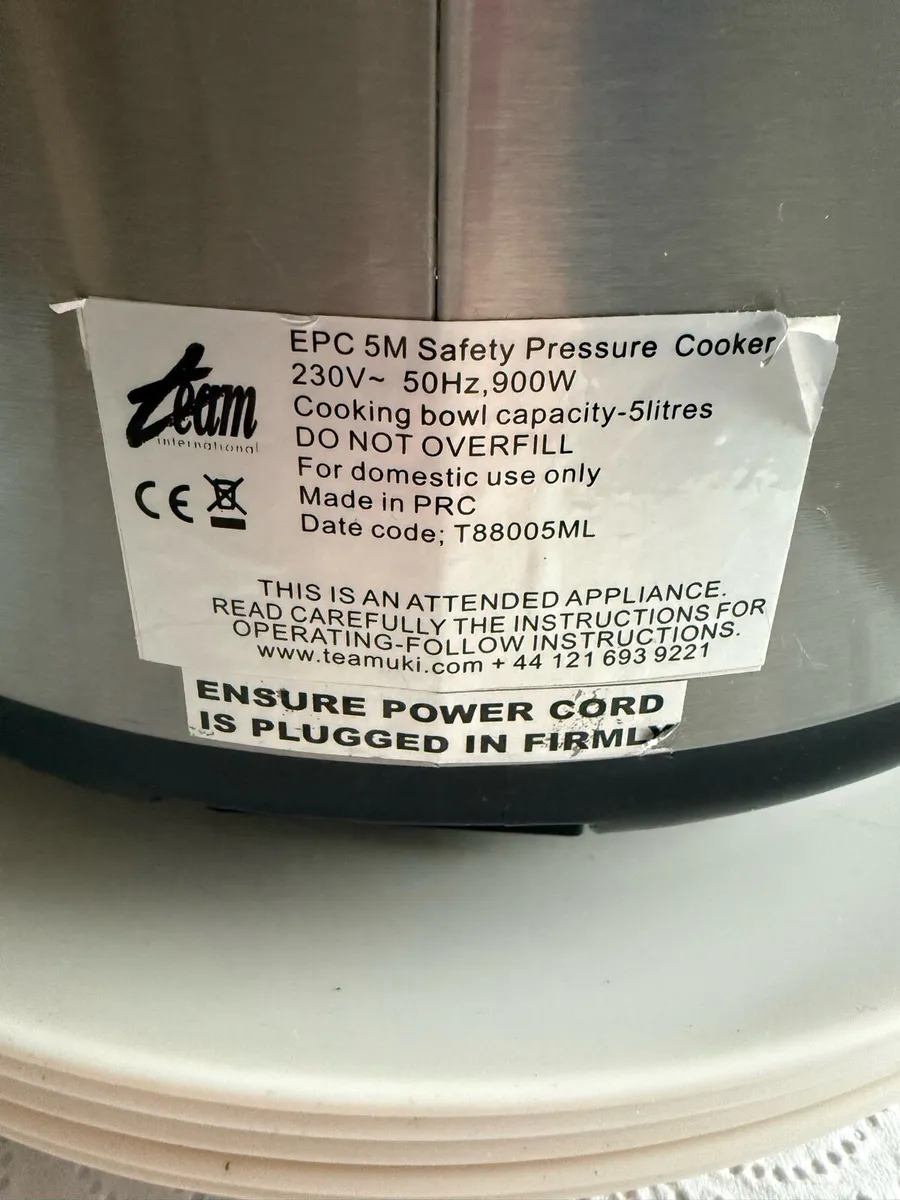 team
international
CE
EPC 5M Safety Pressure Cooker
230V~ 50Hz,900W
Cooking bowl capacity-5litres
DO NOT OVERFILL
For domestic use only
Made in PRC
Date code; T88005ML
THIS IS AN ATTENDED APPLIANCE.
READ CAREFULLY THE INSTRUCTIONS FOR
OPERATING-FOLLOW INSTRUCTIONS.
www.teamuki.com + 44 121 693 9221
ENSURE POWER CORD
IS PLUGGED IN FIRMLY